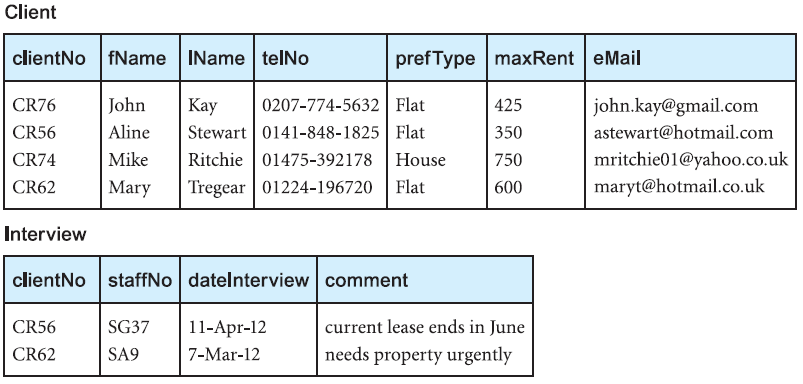 Client
clientNo fName lName telNo prefType maxRent eMail
CR76 John Kay 0207-774-5632 Flat 425 john.kay@gmail.com
CR56 Aline Stewart 0141-848-1825 Flat 350 astewart@hotmail.com
CR74 Mike Ritchie 01475-392178 House 750 mritchie01@yahoo.co.uk
CR62 Mary Tregear 01224-196720 Flat 600 maryt@hotmail.co.uk
Interview
clientNo staffNo dateInterview comment
CR56 SG37 11-Apr-12 current lease ends in June
CR62 SA9 7-Mar-12 needs property urgently